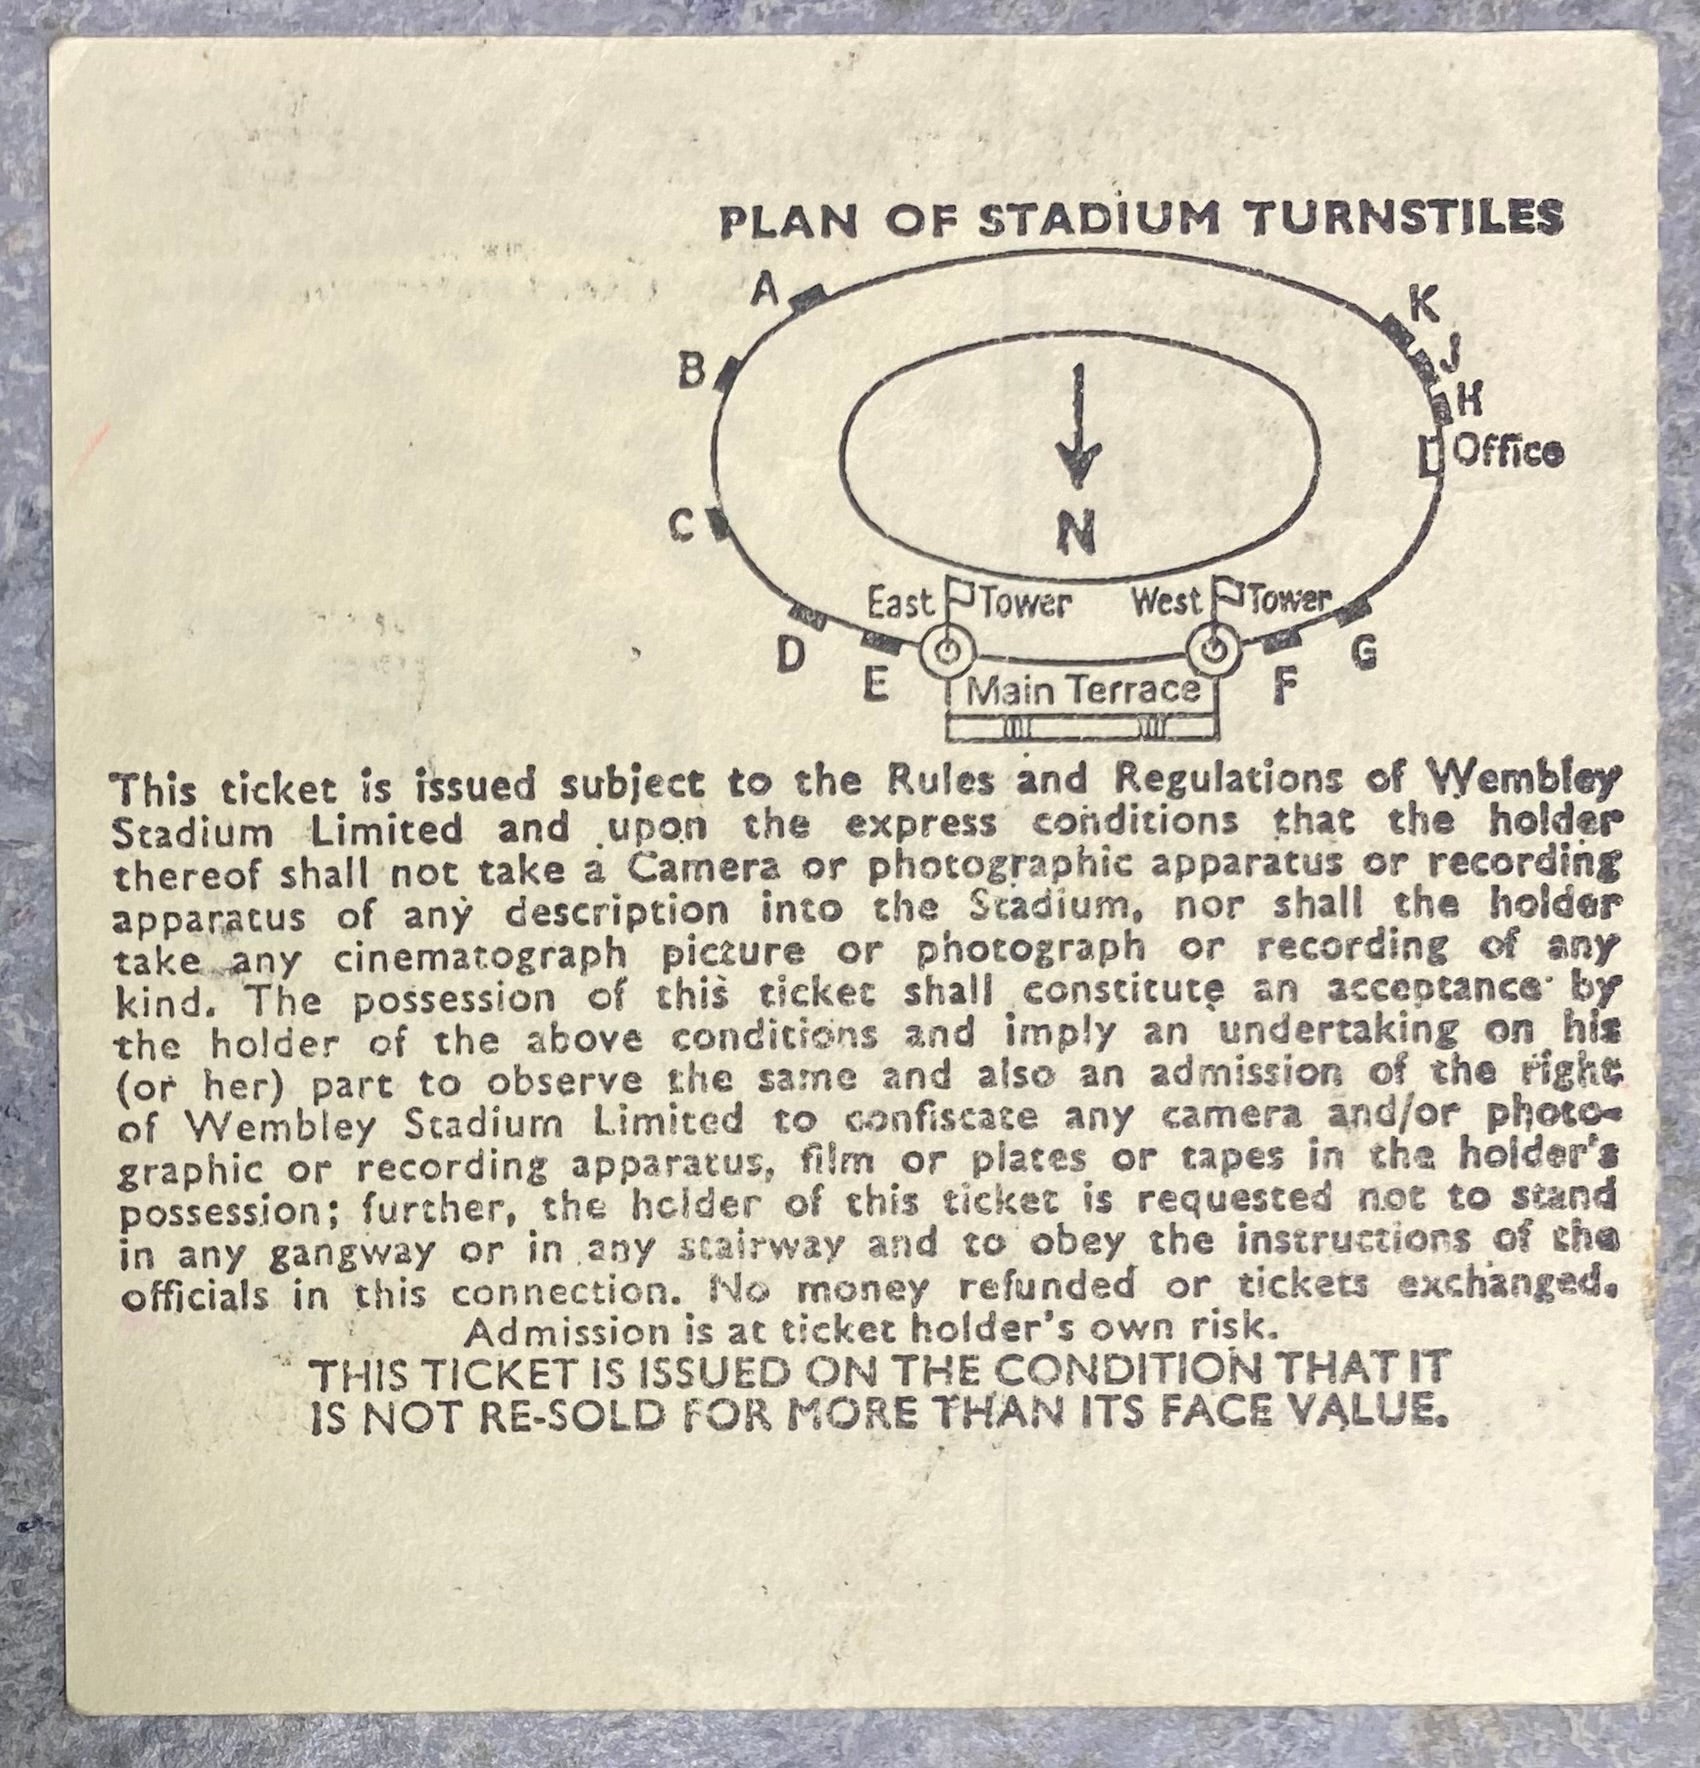 PLAN OF STADIUM TURNSTILES
A
K
B
J
H
Office
C
N
East Tower
West Tower
D
E
F
G
Main Terrace
This ticket is issued subject to the Rules and Regulations of Wembley
Stadium Limited and upon the express conditions that the holder
thereof shall not take a Camera or photographic apparatus or recording
apparatus of any description into the Stadium, nor shall the holder
take any cinematograph picture or photograph or recording of any
kind. The possession of this ticket shall constitute an acceptance by
the holder of the above conditions and imply an undertaking on his
(or her) part to observe the same and also an admission of the right
of Wembley Stadium Limited to confiscate any camera and/or photo-
graphic or recording apparatus, film or plates or tapes in the holder's
possession; further, the holder of this ticket is requested not to stand
in any gangway or in any stairway and to obey the instructions of the
officials in this connection. No money refunded or tickets exchanged.
Admission is at ticket holder's own risk.
THIS TICKET IS ISSUED ON THE CONDITION THAT IT
IS NOT RE-SOLD FOR MORE THAN ITS FACE VALUE.